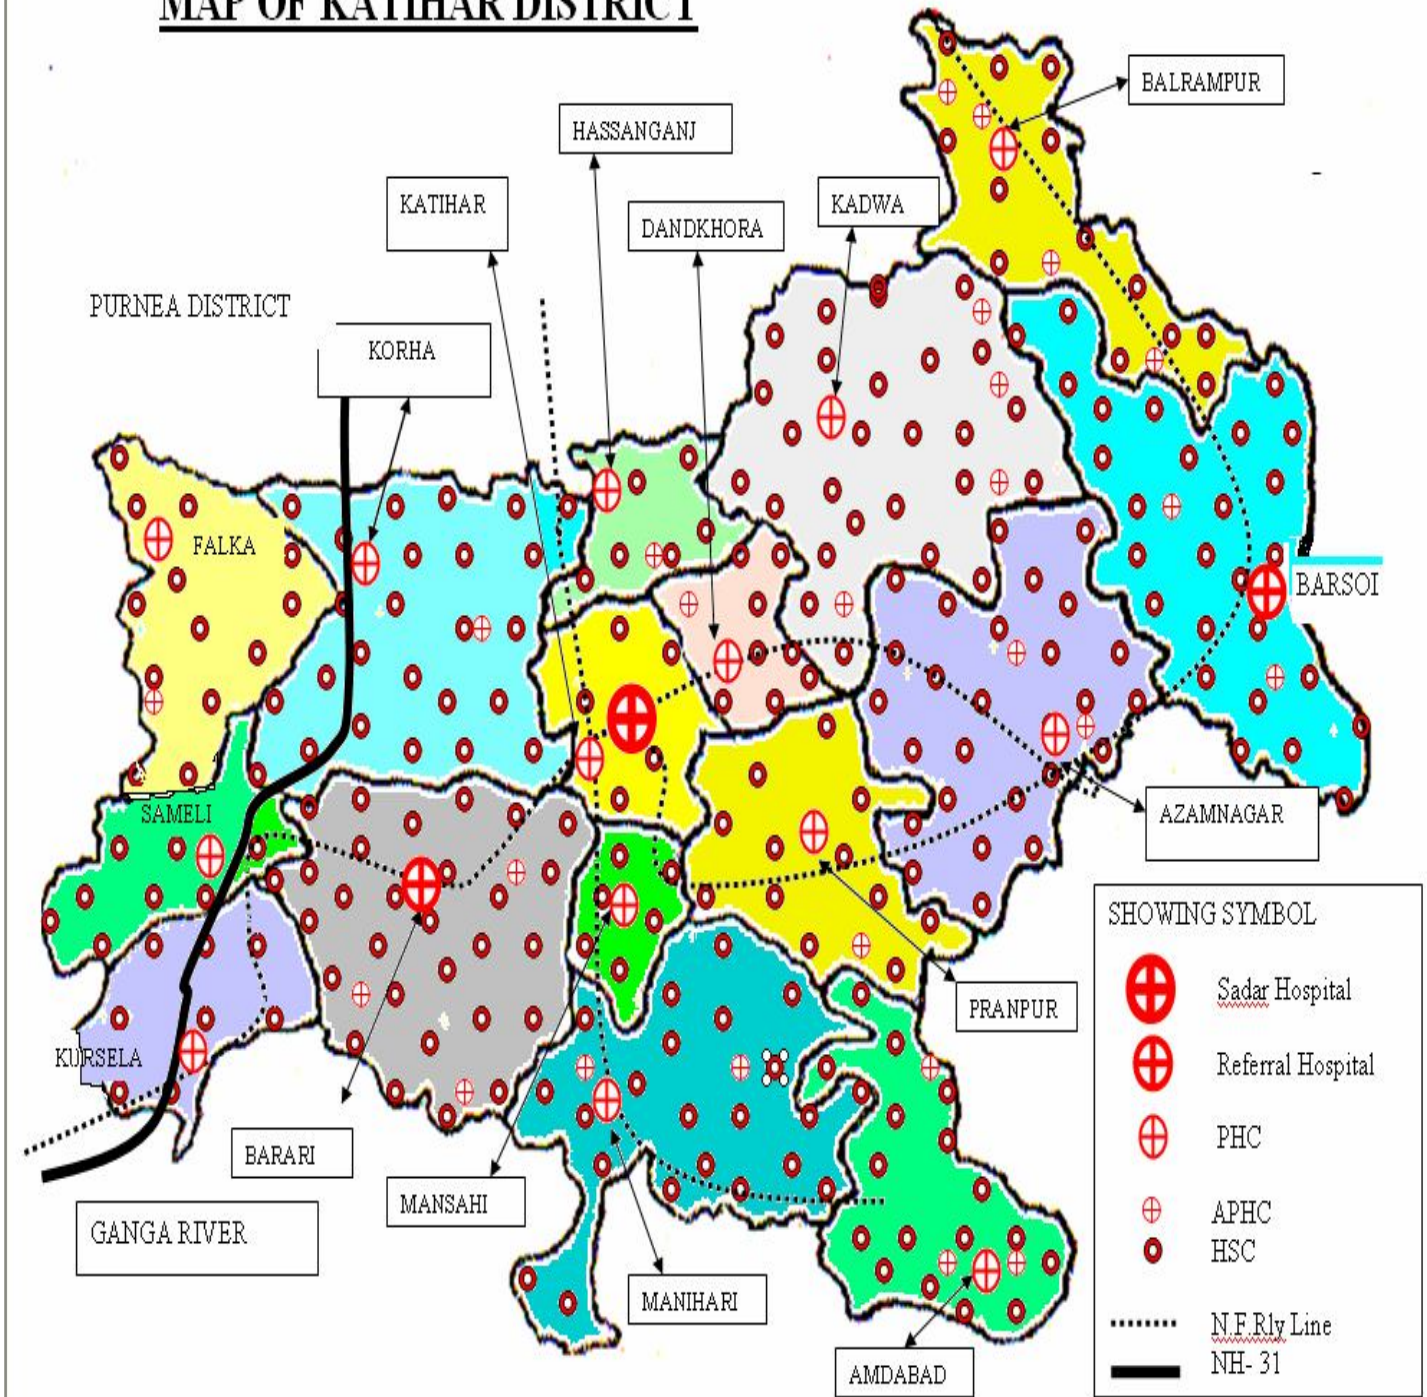 MAP OF KATIHAR DISTRICT
BALRAMPUR
HASSANGANJ
KATIHAR
DANDKHORA
KADWA
PURNEA DISTRICT
KORHA
FALKA
BARSOI
SAMELI
AZAMNAGAR
SHOWING SYMBOL
Sadar Hospital
PRANPUR
KURSELA
Referral Hospital
PHC
BARARI
MANSAHI
APHC
GANGA RIVER
HSC
MANIHARI
N.F.Rly Line
NH- 31
AMDABAD